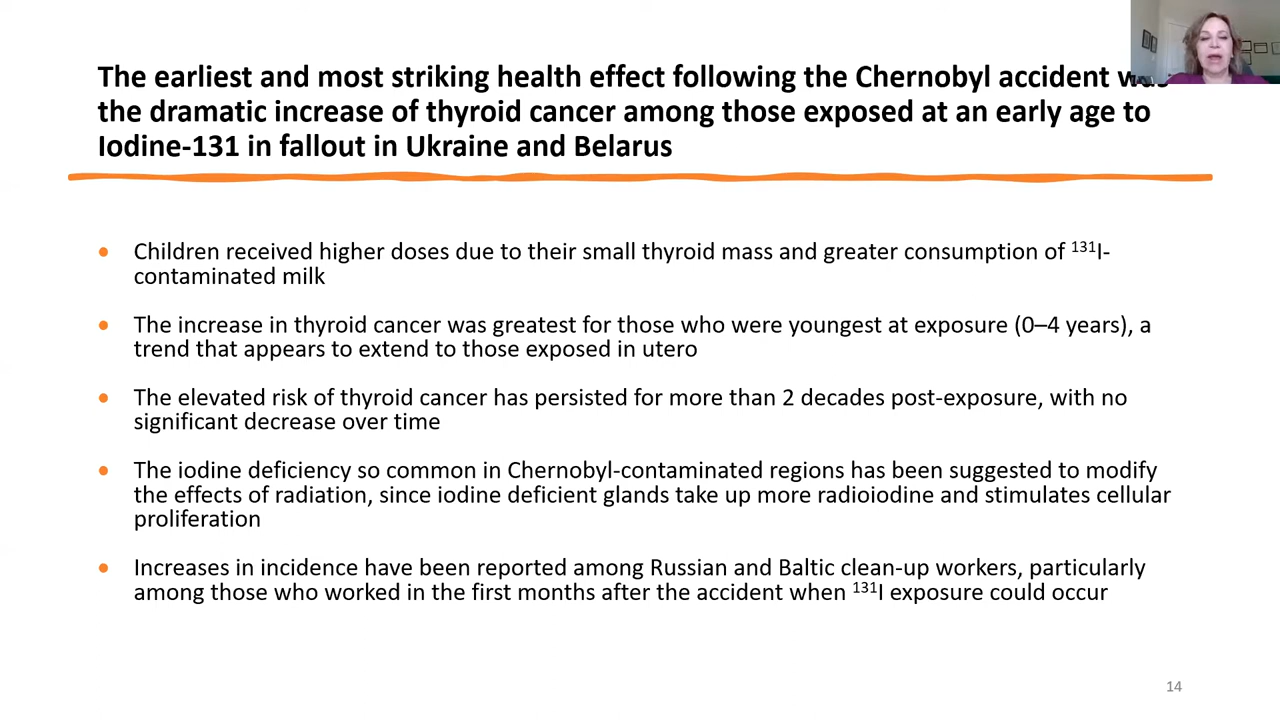 The earliest and most striking health effect following the Chernobyl accident
the dramatic increase of thyroid cancer among those exposed at an early age to
Iodine-131 in fallout in Ukraine and Belarus
• Children received higher doses due to their small thyroid mass and greater consumption of ¹³¹I-
contaminated milk
• The increase in thyroid cancer was greatest for those who were youngest at exposure (0–4 years), a
trend that appears to extend to those exposed in utero
• The elevated risk of thyroid cancer has persisted for more than 2 decades post-exposure, with no
significant decrease over time
• The iodine deficiency so common in Chernobyl-contaminated regions has been suggested to modify
the effects of radiation, since iodine deficient glands take up more radioiodine and stimulates cellular
proliferation
• Increases in incidence have been reported among Russian and Baltic clean-up workers, particularly
among those who worked in the first months after the accident when ¹³¹I exposure could occur
14